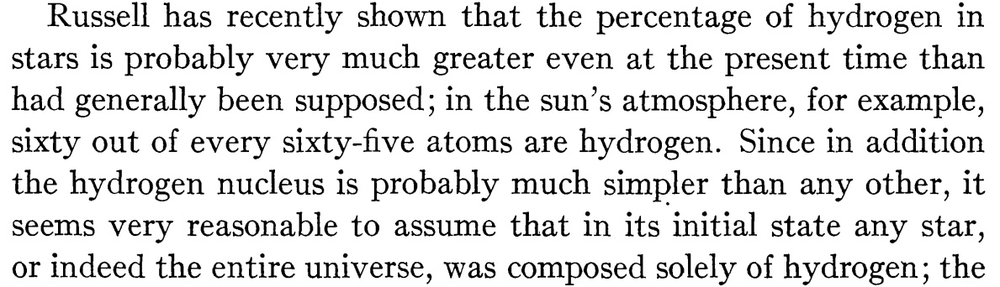 Russell has recently shown that the percentage of hydrogen in
stars is probably very much greater even at the present time than
had generally been supposed; in the sun's atmosphere, for example,
sixty out of every sixty-five atoms are hydrogen. Since in addition
the hydrogen nucleus is probably much simpler than any other, it
seems very reasonable to assume that in its initial state any star,
or indeed the entire universe, was composed solely of hydrogen; the